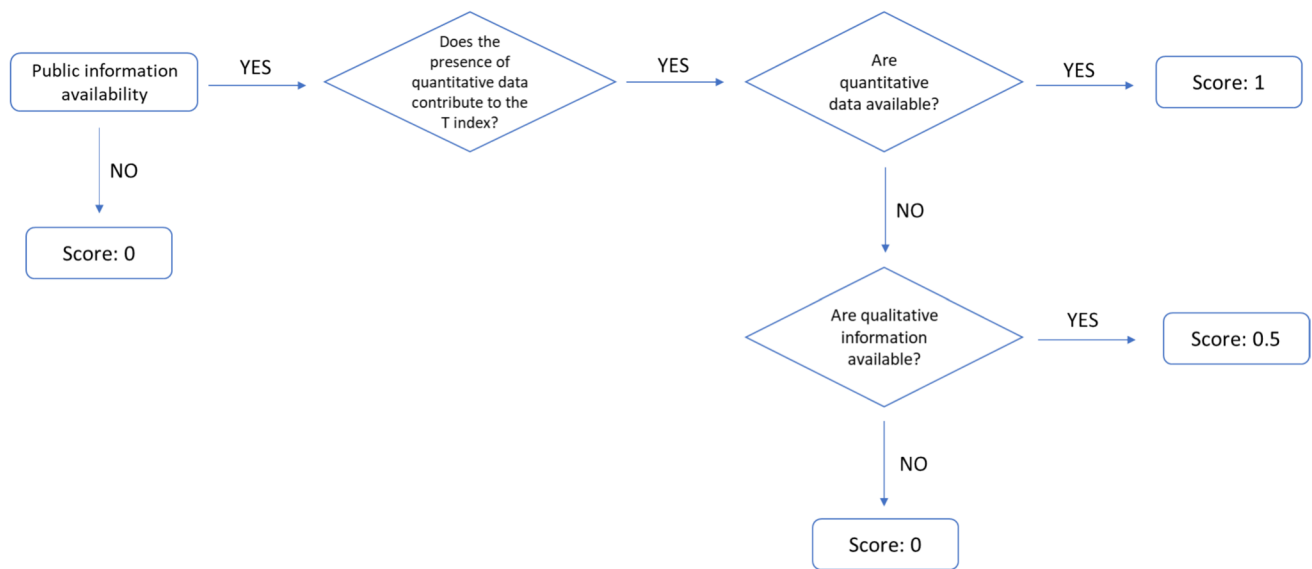 Public information
availability
YES
Does the
presence of
quantitative data
contribute to the
T index?
YES
Are
quantitative
data available?
YES
Score: 1
NO
Score: 0
NO
Are qualitative
information
available?
YES
Score: 0.5
NO
Score: 0